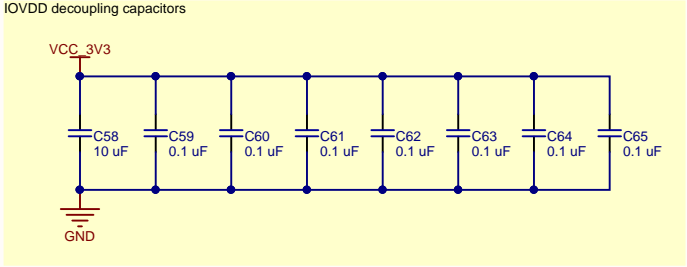 IOVDD decoupling capacitors
VCC_3V3
C58
10 uF
C59
0.1 uF
C60
0.1 uF
C61
0.1 uF
C62
0.1 uF
C63
0.1 uF
C64
0.1 uF
C65
0.1 uF
GND